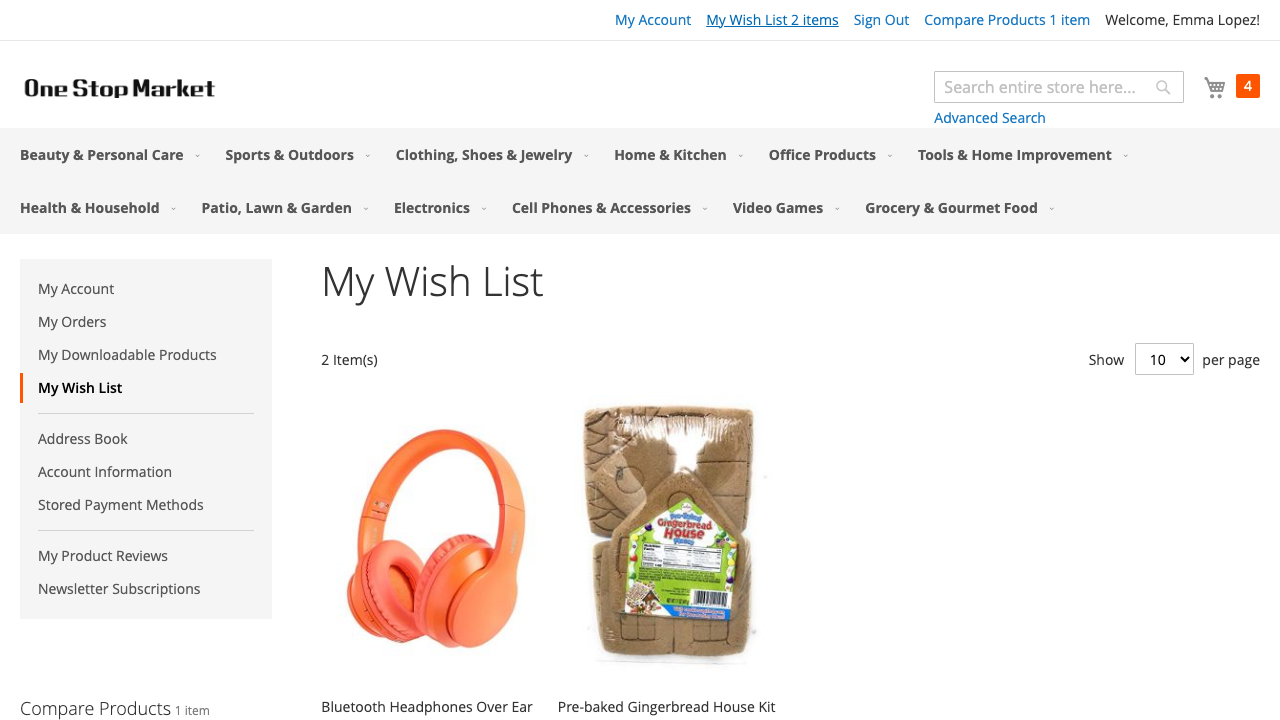 My Account My Wish List 2 items Sign Out Compare Products 1 item Welcome, Emma Lopez!
One Stop Market
Search entire store here...
4
Advanced Search
Beauty & Personal Care Sports & Outdoors Clothing, Shoes & Jewelry Home & Kitchen Office Products Tools & Home Improvement
Health & Household Patio, Lawn & Garden Electronics Cell Phones & Accessories Video Games Grocery & Gourmet Food
My Account
My Orders
My Downloadable Products
My Wish List
Address Book
Account Information
Stored Payment Methods
My Product Reviews
Newsletter Subscriptions
Compare Products 1 item
My Wish List
2 Item(s)
Show 10 per page
Gingerbread
House
Bluetooth Headphones Over Ear
Pre-baked Gingerbread House Kit